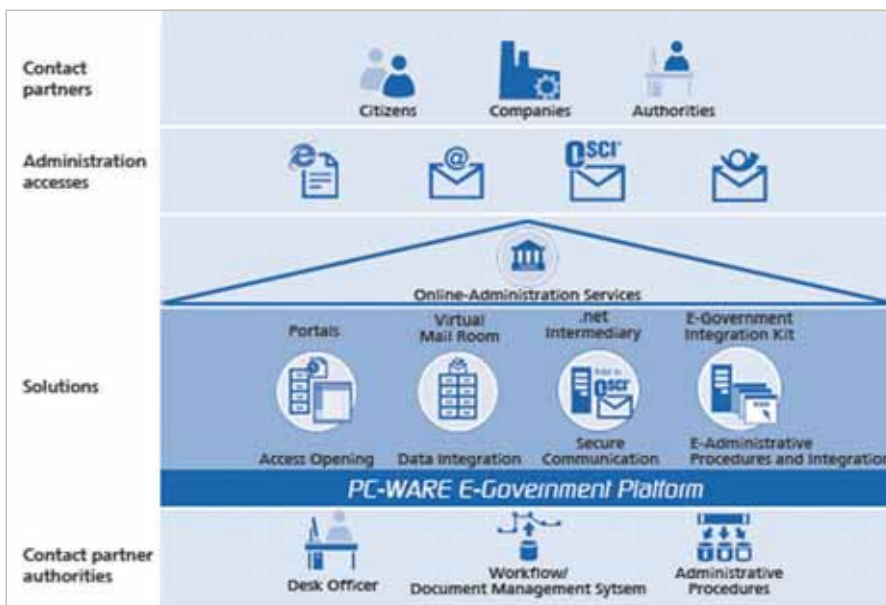 Contact
partners
Citizens
Companies
Authorities
Administration
accesses
@
OSCI
Online-Administration Services
Solutions
Portals
Virtual
Mail Room
.net
Intermediary
E-Government
Integration Kit
OSCI
Access Opening
Data Integration
Secure
Communication
E-Administrative
Procedures and Integration
PC-WARE E-Government Platform
Contact partner
authorities
Desk Officer
Workflow/
Document Management Sytsem
Administrative
Procedures